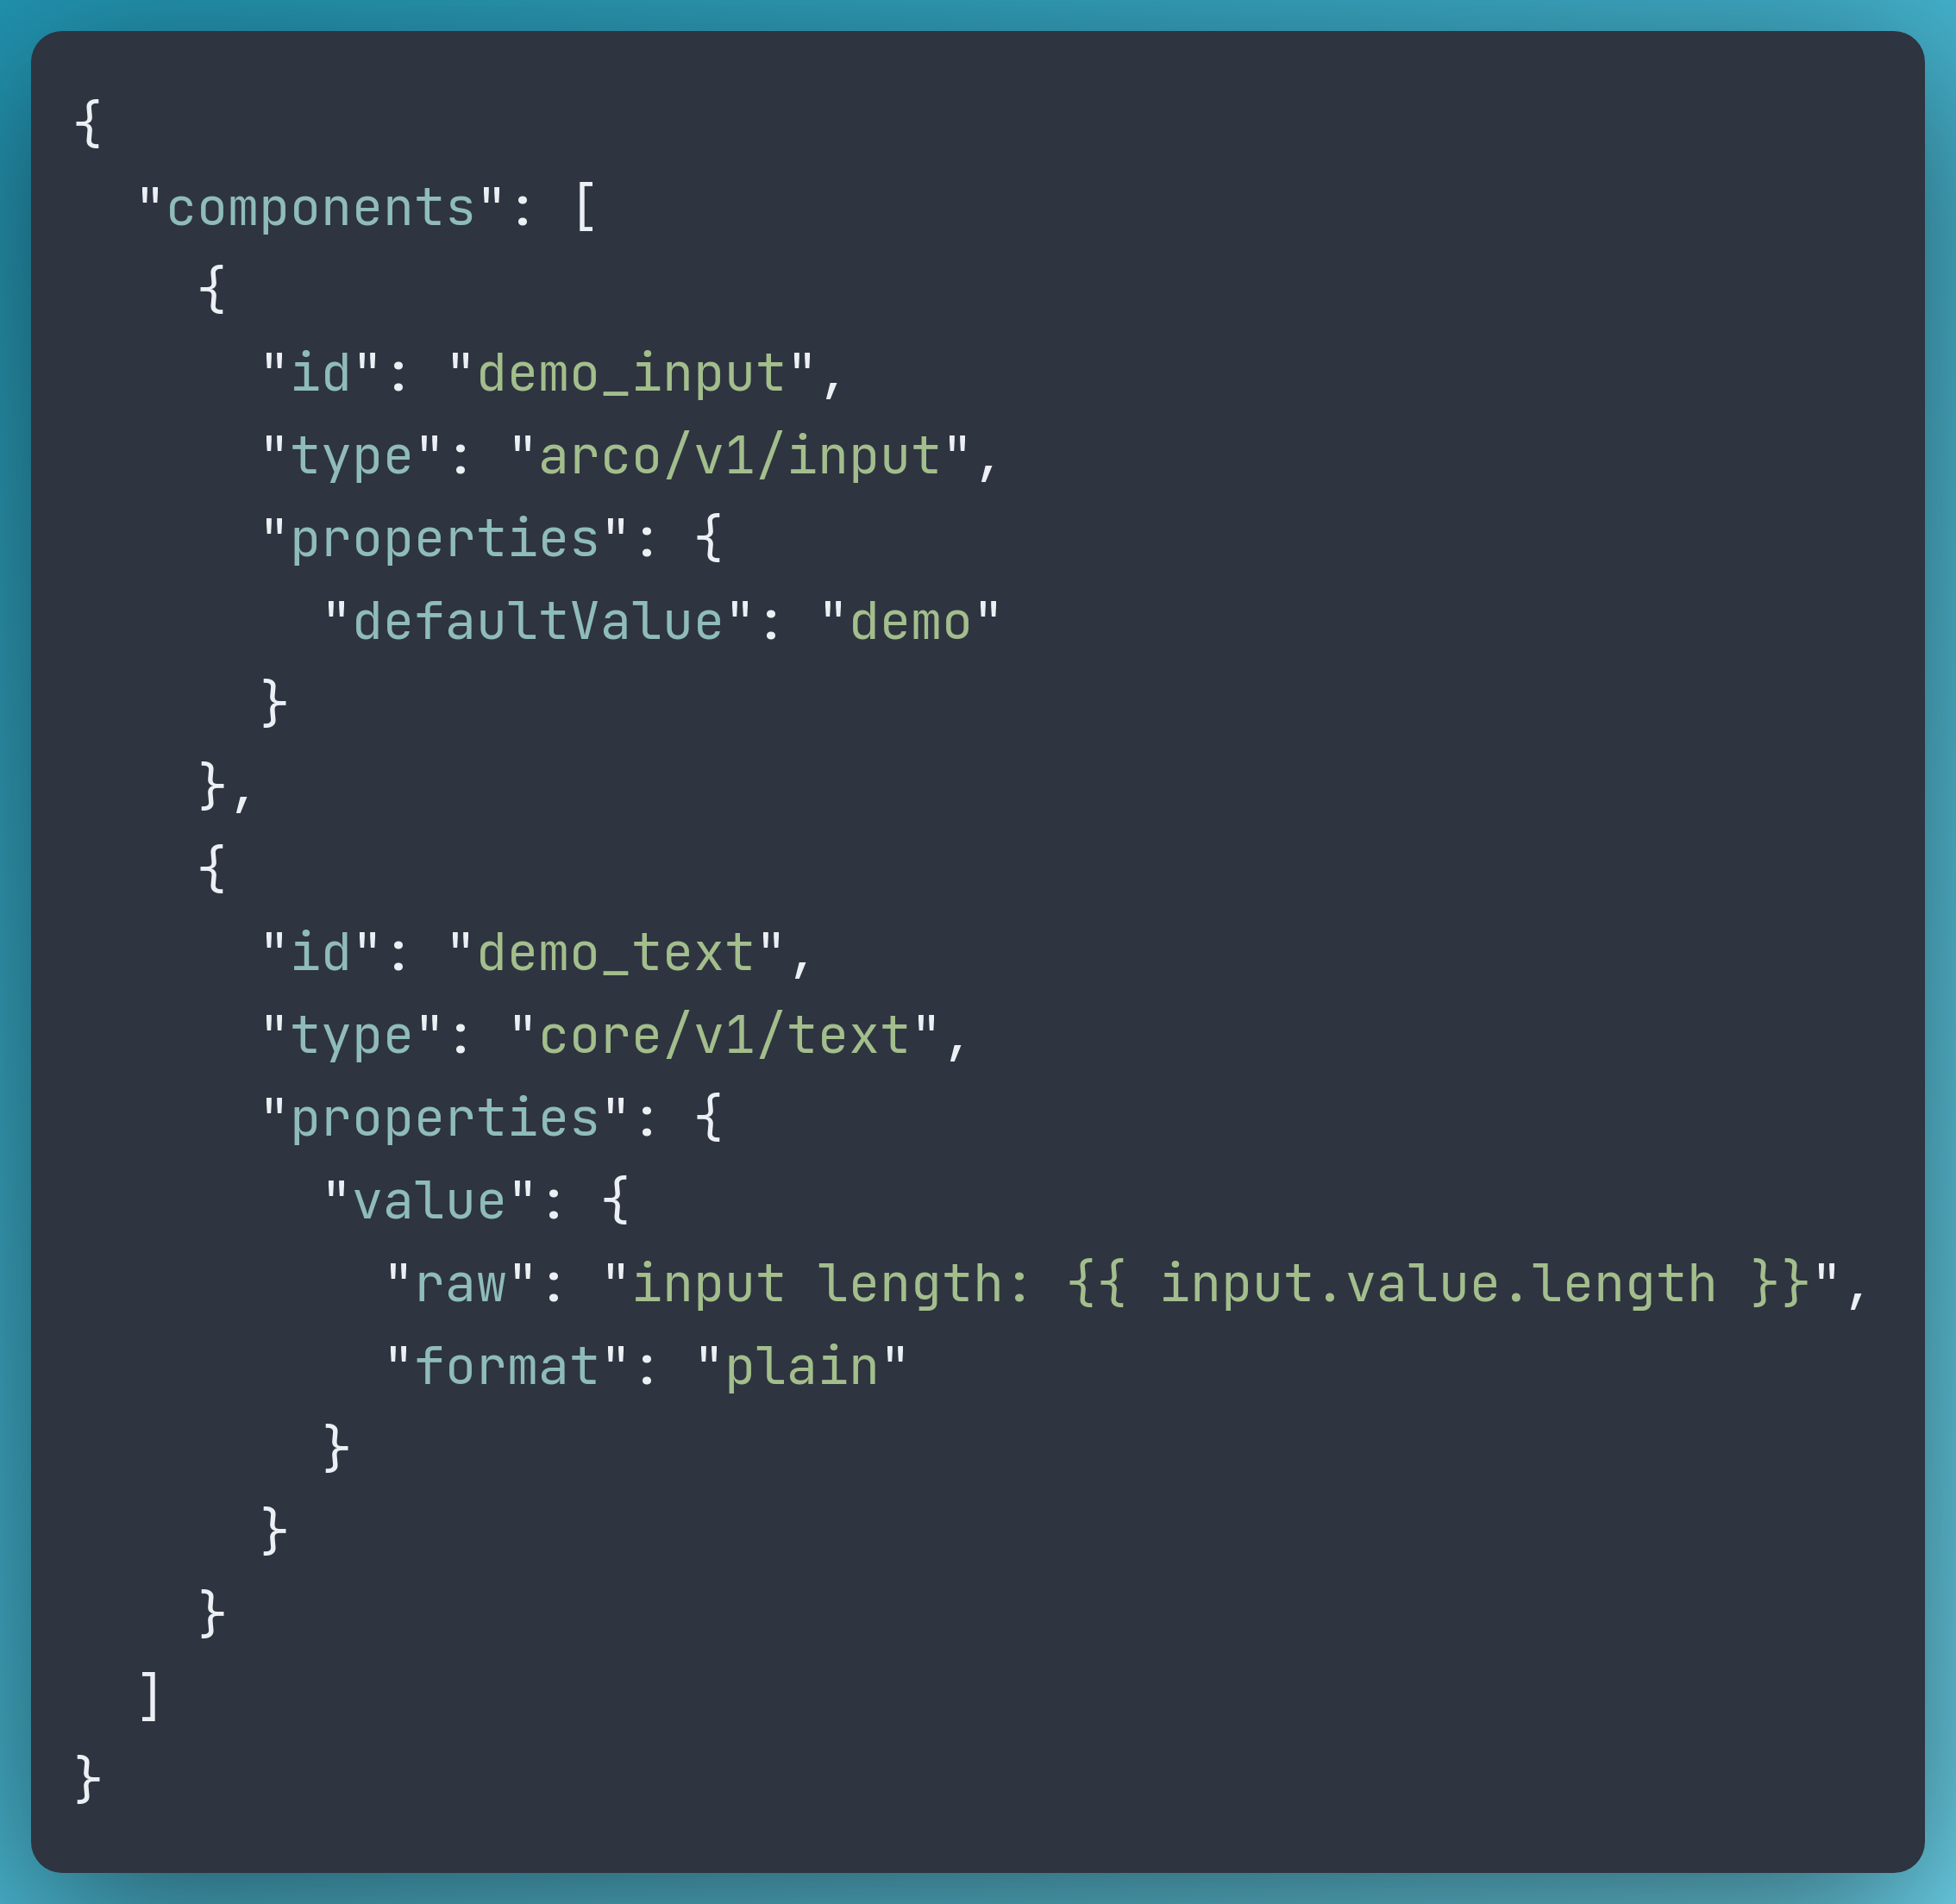 {
  "components": [
    {
      "id": "demo_input",
      "type": "arco/v1/input",
      "properties": {
        "defaultValue": "demo"
      }
    },
    {
      "id": "demo_text",
      "type": "core/v1/text",
      "properties": {
        "value": {
          "raw": "input length: {{ input.value.length }}",
          "format": "plain"
        }
      }
    }
  ]
}